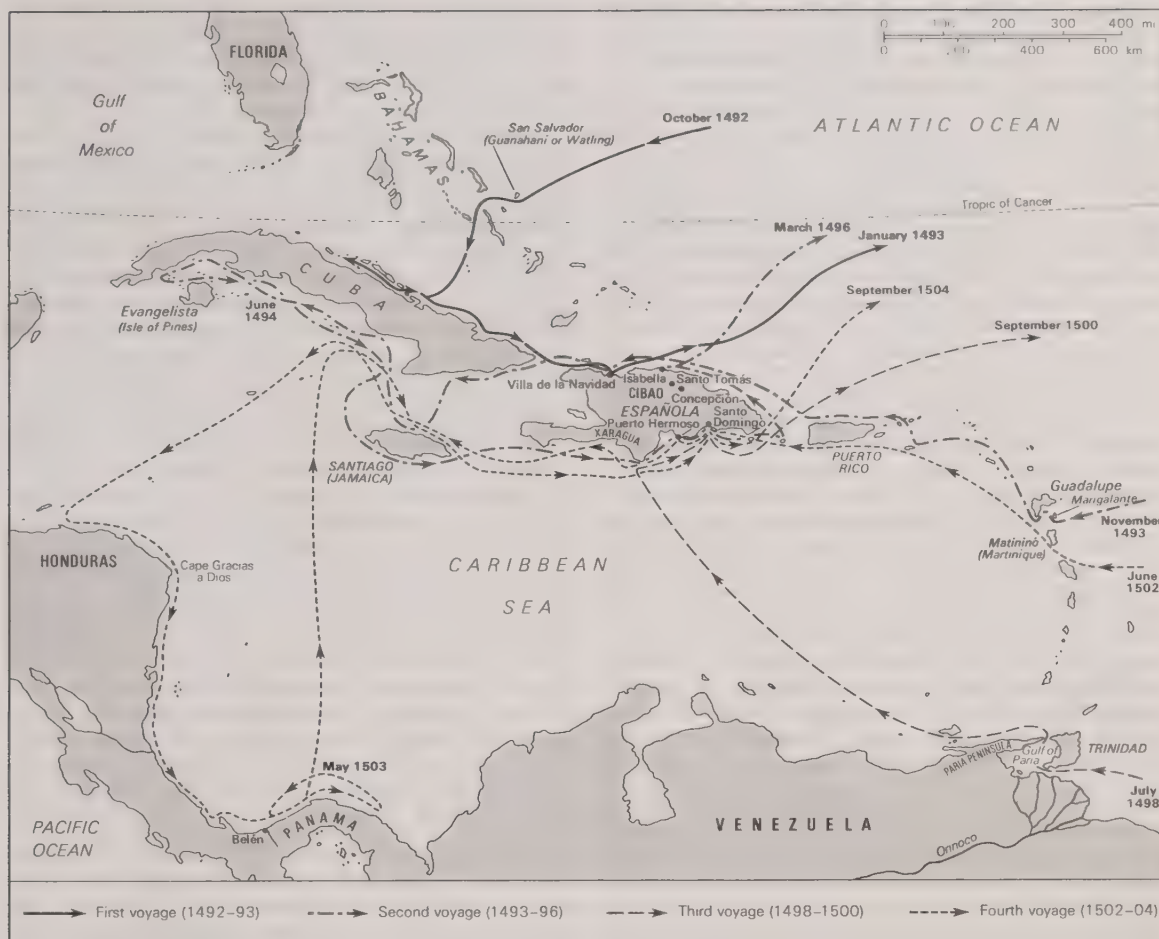 0 200 300 400 mi
0 400 600 km
FLORIDA
Gulf
of
Mexico
BAHAMAS
San Salvador
(Guanahani or Watling)
October 1492
ATLANTIC OCEAN
Tropic of Cancer
March 1496
January 1493
September 1504
September 1500
CUBA
Evangelista
(Isle of Pines)
June
1494
Villa de la Navidad
Isabella
Santo Tomás
CIBAO
Concepción
ESPAÑOLA
Santo
Domingo
Puerto Hermoso
XARAGUA
SANTIAGO
(JAMAICA)
PUERTO
RICO
Guadalupe
Marigalante
November
1493
Matininó
(Martinique)
June
1502
HONDURAS
Cape Gracias
a Dios
CARIBBEAN
SEA
PARIA PENINSULA
Gulf of
Paria
TRINIDAD
July
1498
May 1503
PACIFIC
OCEAN
Belén
PANAMA
VENEZUELA
Orinoco
First voyage (1492–93) Second voyage (1493–96) Third voyage (1498–1500) Fourth voyage (1502–04)